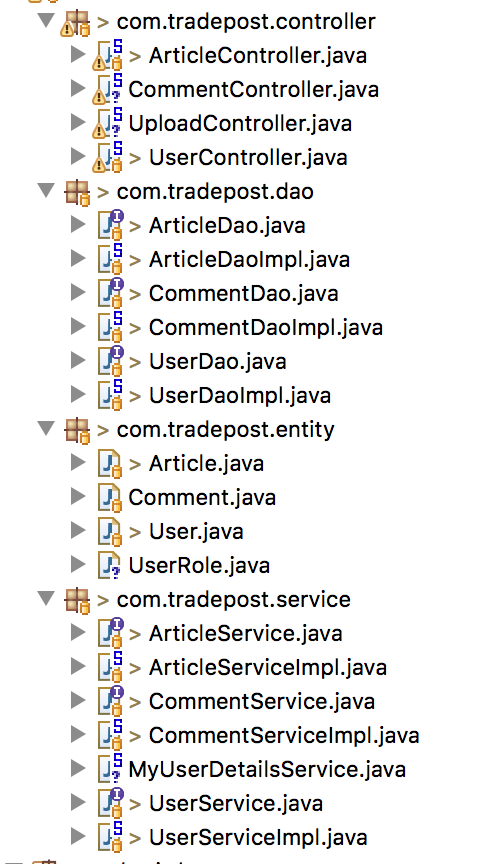 > com.tradepost.controller
> ArticleController.java
CommentController.java
UploadController.java
> UserController.java
> com.tradepost.dao
> ArticleDao.java
> ArticleDaoImpl.java
> CommentDao.java
> CommentDaoImpl.java
> UserDao.java
> UserDaoImpl.java
> com.tradepost.entity
> Article.java
Comment.java
> User.java
UserRole.java
> com.tradepost.service
> ArticleService.java
> ArticleServiceImpl.java
> CommentService.java
> CommentServiceImpl.java
MyUserDetailsService.java
> UserService.java
> UserServiceImpl.java